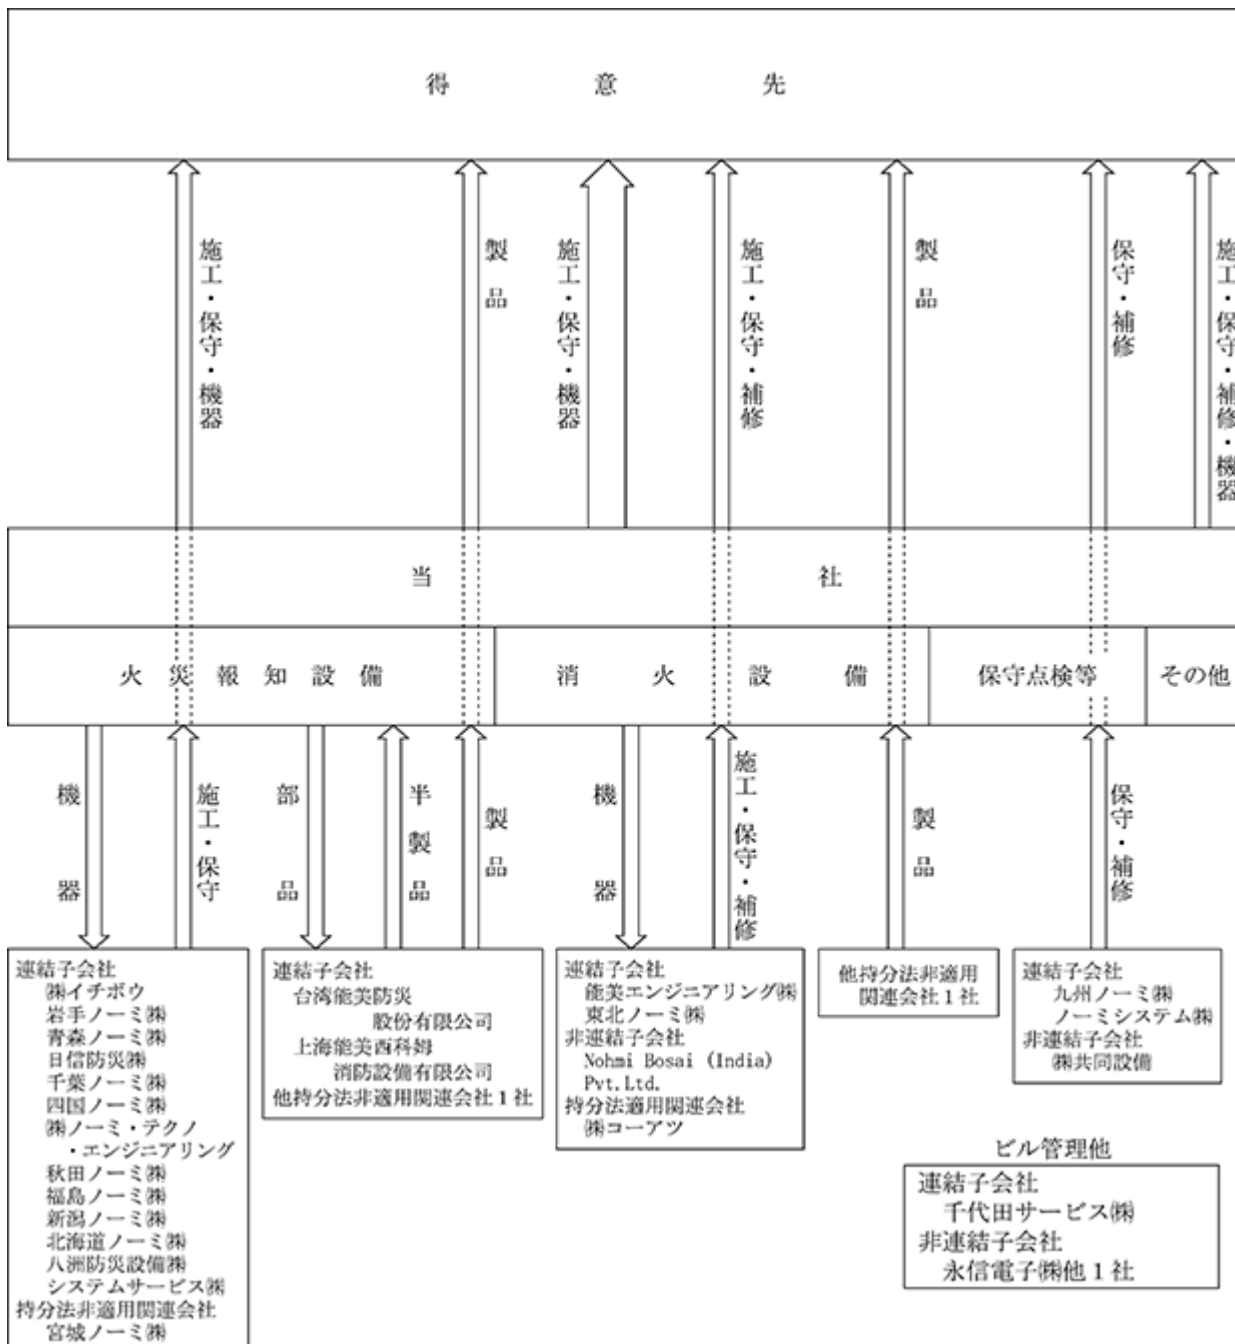 得意先
施工・保守・機器
製品
施工・保守・機器
施工・保守・補修
製品
保守・補修
施工・保守・補修・機器
当社
火災報知設備
消火設備
保守点検等
その他
機器
施工・保守
部品
半製品
製品
機器
施工・保守・補修
製品
保守・補修
連結子会社
㈱イチボウ
岩手ノーミ㈱
青森ノーミ㈱
日信防災㈱
千葉ノーミ㈱
四国ノーミ㈱
㈱ノーミ・テクノ
・エンジニアリング
秋田ノーミ㈱
福島ノーミ㈱
新潟ノーミ㈱
北海道ノーミ㈱
八洲防災設備㈱
システムサービス㈱
持分法非適用関連会社
宮城ノーミ㈱
連結子会社
台湾能美防災
股份有限公司
上海能美西科姆
消防設備有限公司
他持分法非適用関連会社１社
連結子会社
能美エンジニアリング㈱
東北ノーミ㈱
非連結子会社
Nohmi Bosai (India)
Pvt.Ltd.
持分法適用関連会社
㈱コーアツ
他持分法非適用
関連会社１社
連結子会社
九州ノーミ㈱
ノーミシステム㈱
非連結子会社
㈱共同設備
ビル管理他
連結子会社
千代田サービス㈱
非連結子会社
永信電子㈱他１社